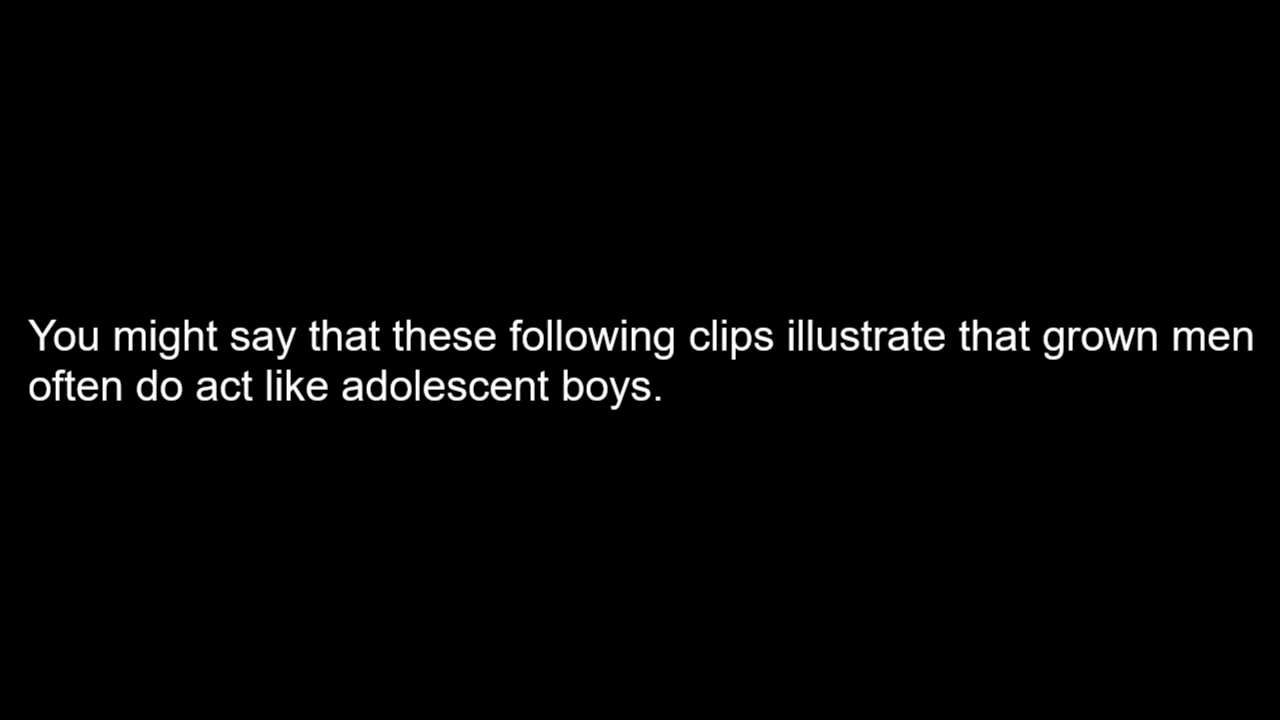 You might say that these following clips illustrate that grown men
often do act like adolescent boys.